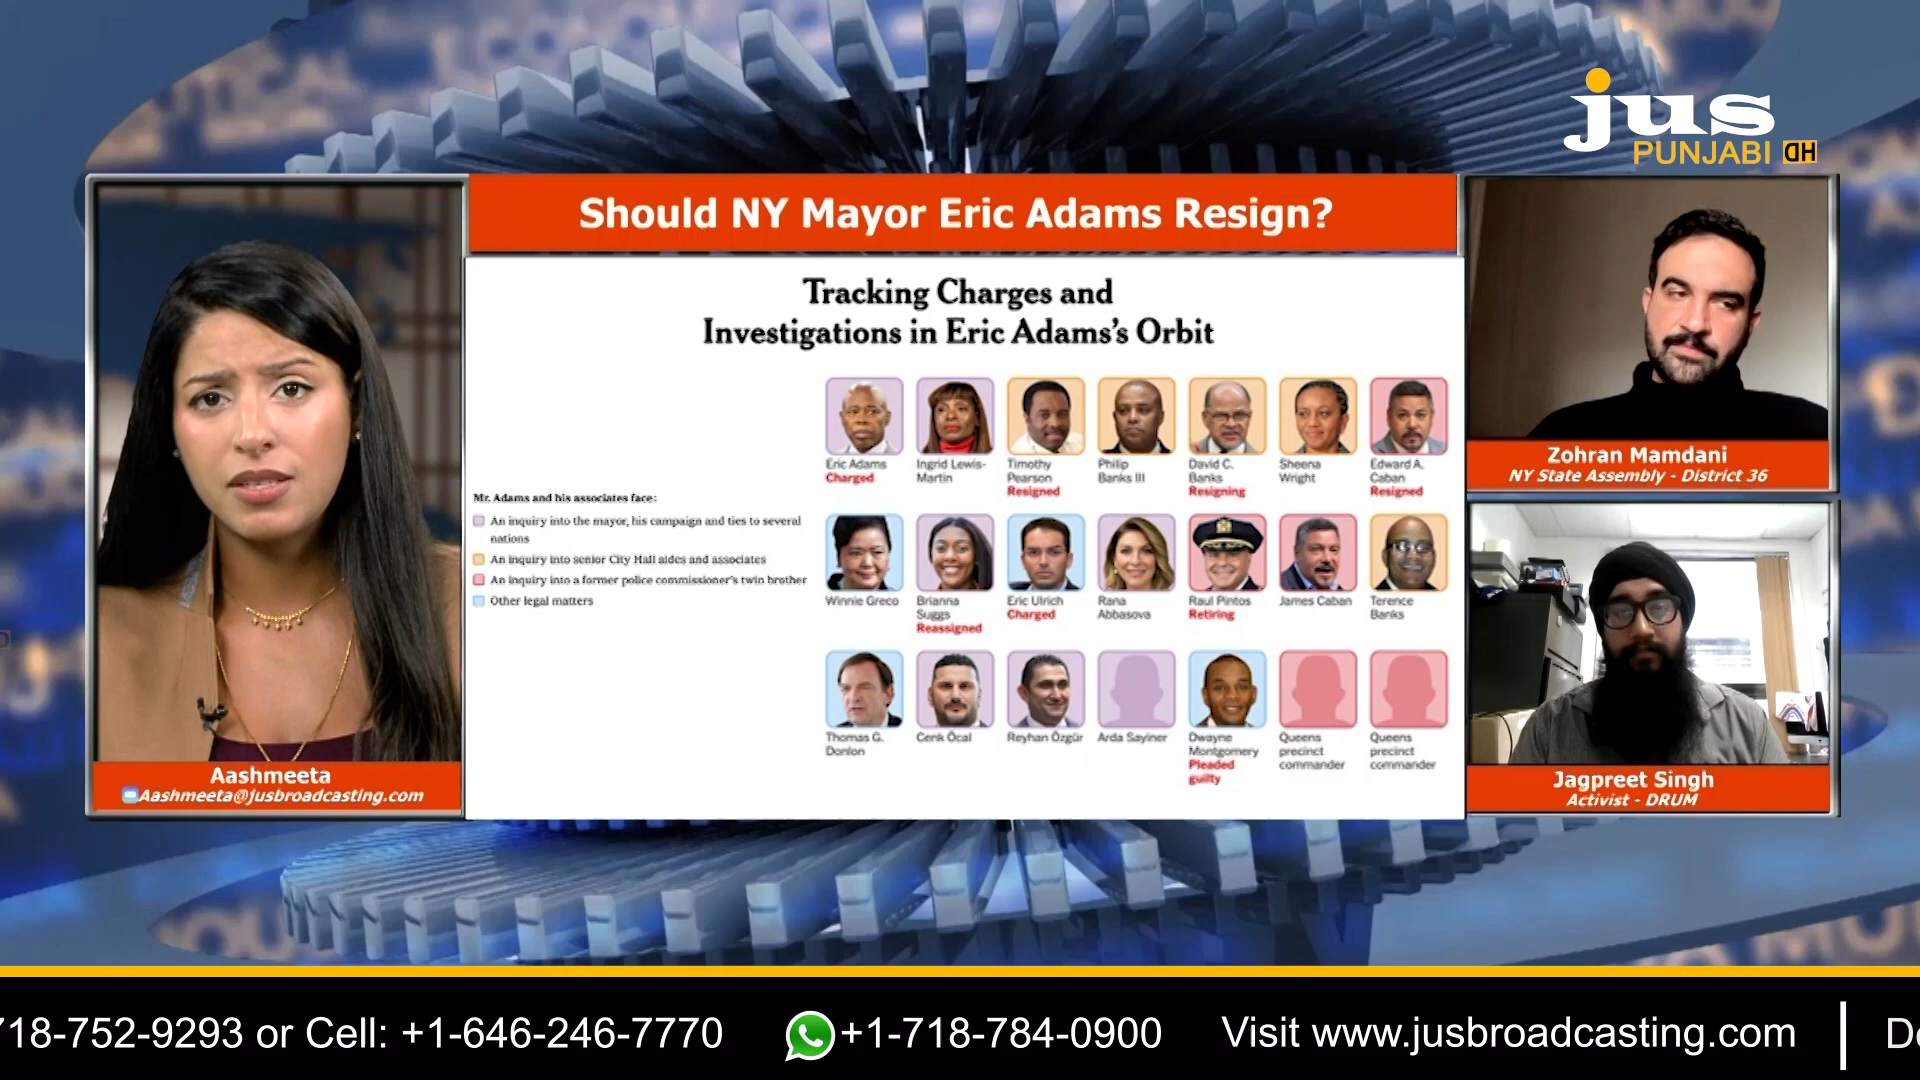 jus
PUNJABI HD
Should NY Mayor Eric Adams Resign?
Tracking Charges and
Investigations in Eric Adams's Orbit
Mr. Adams and his associates face:
An inquiry into the mayor, his campaign and ties to several
nations
An inquiry into senior City Hall aides and associates
An inquiry into a former police commissioner's twin brother
Other legal matters
Eric Adams
Charged
Ingrid Lewis-
Martin
Timothy
Pearson
Resigned
Philip
Banks III
David C.
Banks
Resigning
Sheena
Wright
Edward A.
Caban
Resigned
Winnie Greco
Brianna
Suggs
Reassigned
Eric Ulrich
Charged
Rana
Abbasova
Raul Pintos
Retiring
James Caban
Terence
Banks
Thomas G.
Donlon
Cenk Öcal
Reyhan Özgür
Arda Sayiner
Dwayne
Montgomery
Pleaded
guilty
Queens
precinct
commander
Queens
precinct
commander
Aashmeeta
Aashmeeta@jusbroadcasting.com
Zohran Mamdani
NY State Assembly - District 36
Jagpreet Singh
Activist - DRUM
718-752-9293 or Cell: +1-646-246-7770 +1-718-784-0900 Visit www.jusbroadcasting.com